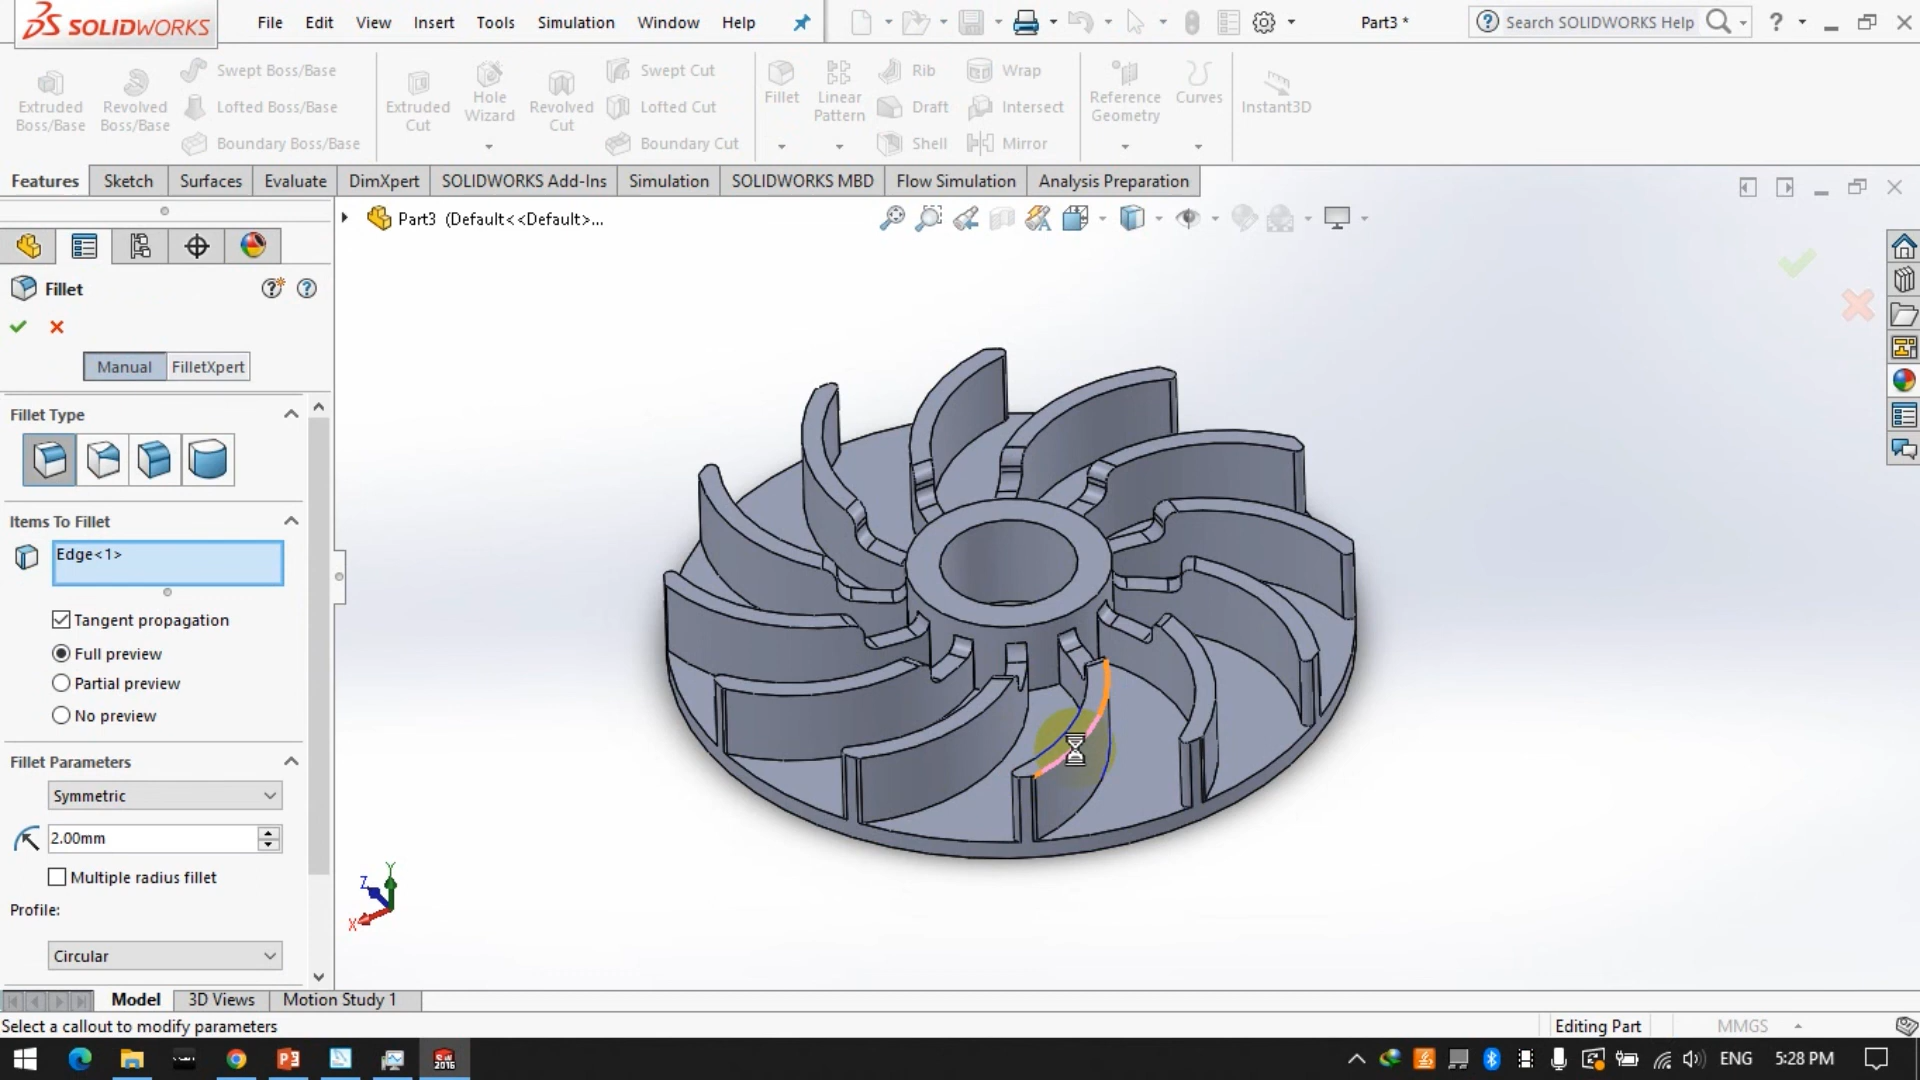 SOLIDWORKS File Edit View Insert Tools Simulation Window Help Part3 * Search SOLIDWORKS Help ?
Extruded Boss/Base
Revolved Boss/Base
Swept Boss/Base
Lofted Boss/Base
Boundary Boss/Base
Extruded Cut
Hole Wizard
Revolved Cut
Swept Cut
Lofted Cut
Boundary Cut
Fillet
Linear Pattern
Rib
Draft
Shell
Wrap
Intersect
Mirror
Reference Geometry
Curves
Instant3D
Features Sketch Surfaces Evaluate DimXpert SOLIDWORKS Add-Ins Simulation SOLIDWORKS MBD Flow Simulation Analysis Preparation
Part3 (Default<<Default>...
Fillet
Manual FilletXpert
Fillet Type
Items To Fillet
Edge<1>
Tangent propagation
Full preview
Partial preview
No preview
Fillet Parameters
Symmetric
2.00mm
Multiple radius fillet
Profile:
Circular
Y
Z
X
Model 3D Views Motion Study 1
Select a callout to modify parameters Editing Part MMGS
SW 2016
ENG 5:28 PM